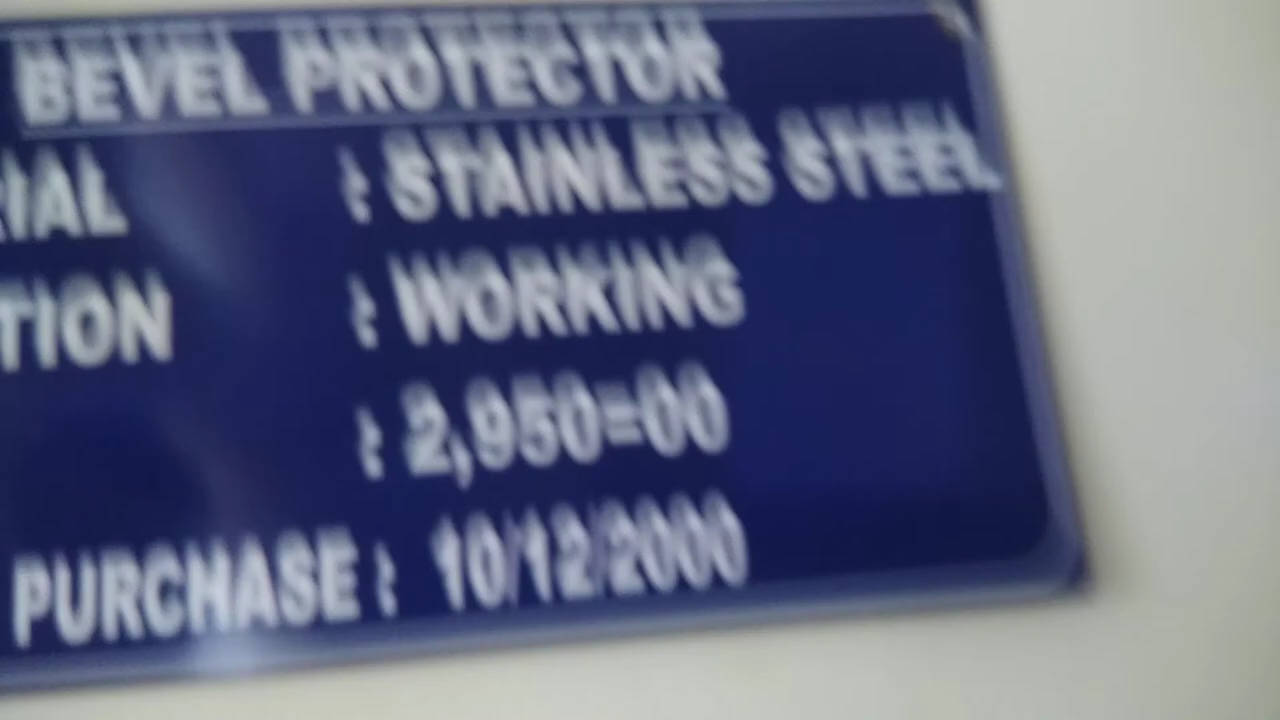 BEVEL PROTECTOR
IAL : STAINLESS STEEL
TION : WORKING
: 2,950=00
PURCHASE : 10/12/2000